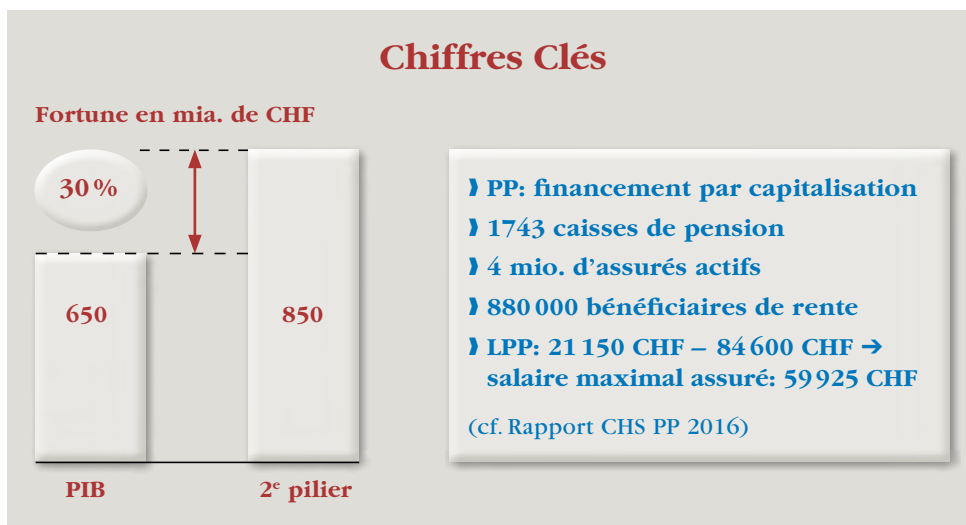 Chiffres Clés
Fortune en mia. de CHF
30 %
650
850
PIB
2e pilier
❱ PP: financement par capitalisation
❱ 1743 caisses de pension
❱ 4 mio. d'assurés actifs
❱ 880 000 bénéficiaires de rente
❱ LPP: 21 150 CHF – 84 600 CHF ➔
salaire maximal assuré: 59 925 CHF
(cf. Rapport CHS PP 2016)